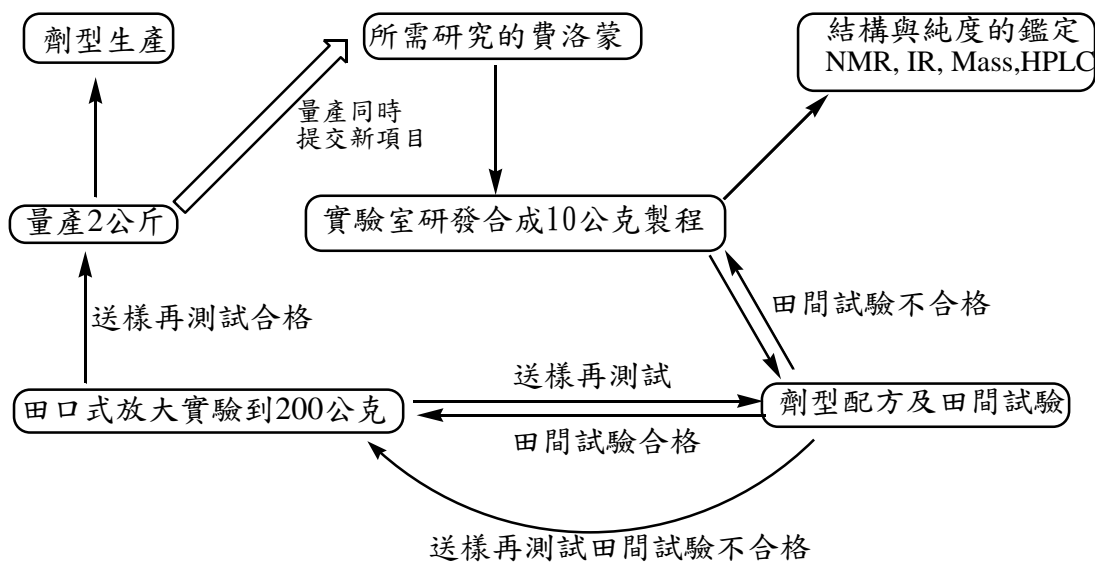 劑型生產
所需研究的費洛蒙
結構與純度的鑑定
NMR, IR, Mass,HPLC
量產同時
提交新項目
量產2公斤
實驗室研發合成10公克製程
送樣再測試合格
田間試驗不合格
田口式放大實驗到200公克
送樣再測試
劑型配方及田間試驗
田間試驗合格
送樣再測試田間試驗不合格